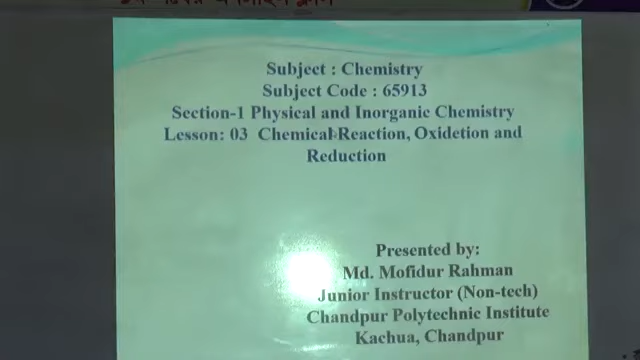 Subject : Chemistry
Subject Code : 65913
Section-1 Physical and Inorganic Chemistry
Lesson: 03 Chemical Reaction, Oxidetion and
Reduction
Presented by:
Md. Mofidur Rahman
Junior Instructor (Non-tech)
Chandpur Polytechnic Institute
Kachua, Chandpur